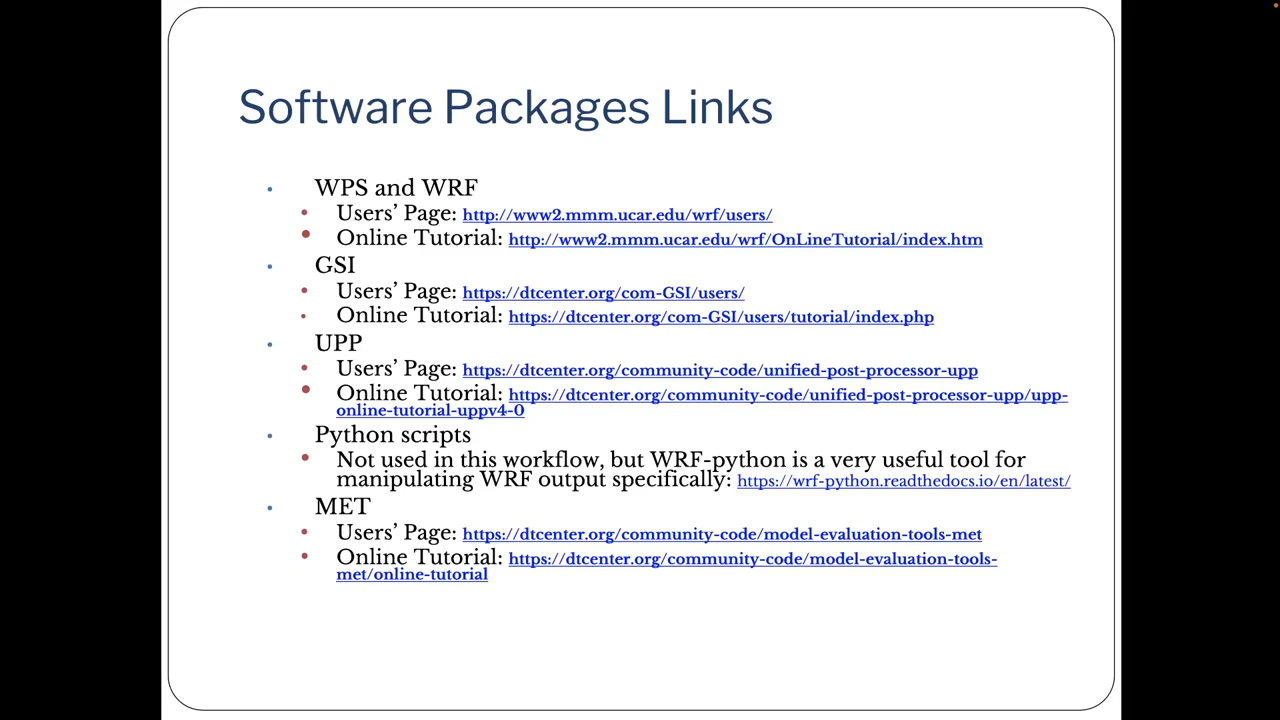 Software Packages Links
• WPS and WRF
• Users’ Page: http://www2.mmm.ucar.edu/wrf/users/
• Online Tutorial: http://www2.mmm.ucar.edu/wrf/OnLineTutorial/index.htm
• GSI
• Users’ Page: https://dtcenter.org/com-GSI/users/
• Online Tutorial: https://dtcenter.org/com-GSI/users/tutorial/index.php
• UPP
• Users’ Page: https://dtcenter.org/community-code/unified-post-processor-upp
• Online Tutorial: https://dtcenter.org/community-code/unified-post-processor-upp/upp-
online-tutorial-uppv4-0
• Python scripts
• Not used in this workflow, but WRF-python is a very useful tool for
manipulating WRF output specifically: https://wrf-python.readthedocs.io/en/latest/
• MET
• Users’ Page: https://dtcenter.org/community-code/model-evaluation-tools-met
• Online Tutorial: https://dtcenter.org/community-code/model-evaluation-tools-
met/online-tutorial